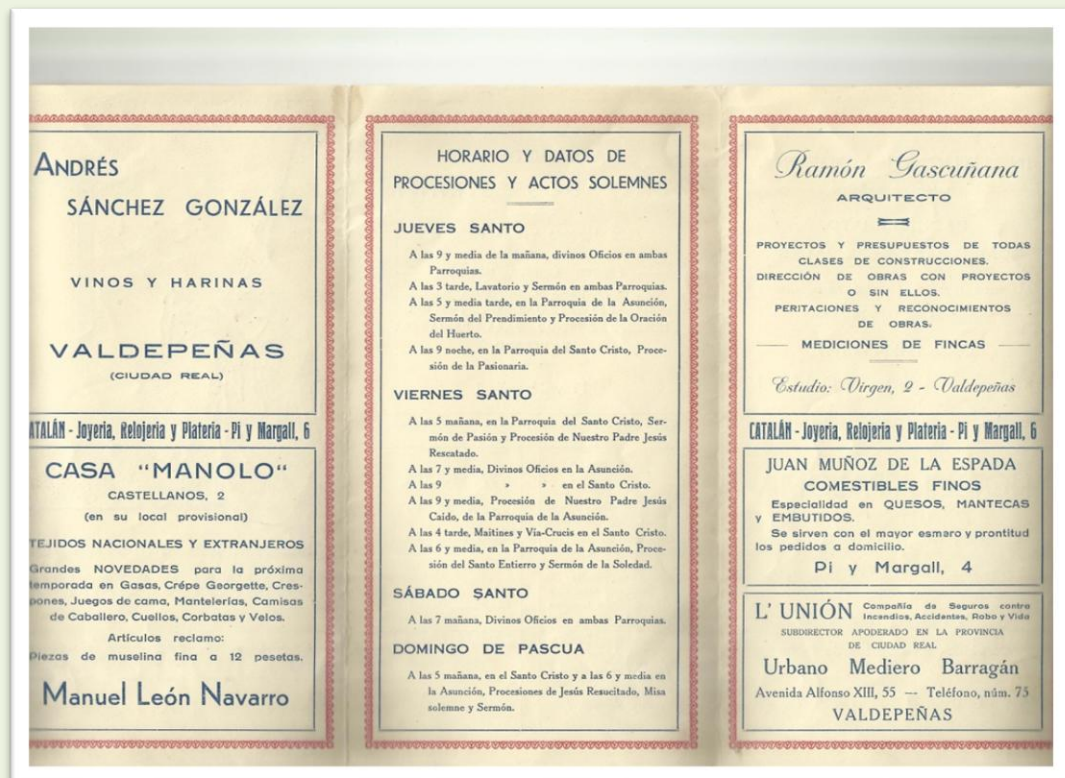 ANDRÉS
SÁNCHEZ GONZÁLEZ
VINOS Y HARINAS
VALDEPEÑAS
(CIUDAD REAL)
CATALÁN - Joyeria, Relojeria y Plateria - Pi y Margall, 6
CASA "MANOLO"
CASTELLANOS, 2
(en su local provisional)
TEJIDOS NACIONALES Y EXTRANJEROS
Grandes NOVEDADES para la próxima
temporada en Gasas, Crépe Georgette, Cres-
pones, Juegos de cama, Mantelerías, Camisas
de Caballero, Cuellos, Corbatas y Velos.
Artículos reclamo:
Piezas de muselina fina a 12 pesetas.
Manuel León Navarro
HORARIO Y DATOS DE
PROCESIONES Y ACTOS SOLEMNES
JUEVES SANTO
A las 9 y media de la mañana, divinos Oficios en ambas
Parroquias.
A las 3 tarde, Lavatorio y Sermón en ambas Parroquias.
A las 5 y media tarde, en la Parroquia de la Asunción,
Sermón del Prendimiento y Procesión de la Oración
del Huerto.
A las 9 noche, en la Parroquia del Santo Cristo, Proce-
sión de la Pasionaria.
VIERNES SANTO
A las 5 mañana, en la Parroquia del Santo Cristo, Ser-
món de Pasión y Procesión de Nuestro Padre Jesús
Rescatado.
A las 7 y media, Divinos Oficios en la Asunción.
A las 9 » » en el Santo Cristo.
A las 9 y media, Procesión de Nuestro Padre Jesús
Caido, de la Parroquia de la Asunción.
A las 4 tarde, Maitines y Via-Crucis en el Santo Cristo.
A las 6 y media, en la Parroquia de la Asunción, Proce-
sión del Santo Entierro y Sermón de la Soledad.
SÁBADO SANTO
A las 7 mañana, Divinos Oficios en ambas Parroquias.
DOMINGO DE PASCUA
A las 5 mañana, en el Santo Cristo y a las 6 y media en
la Asunción, Procesiones de Jesús Resucitado, Misa
solemne y Sermón.
Ramón Gascuñana
ARQUITECTO
PROYECTOS Y PRESUPUESTOS DE TODAS
CLASES DE CONSTRUCCIONES.
DIRECCIÓN DE OBRAS CON PROYECTOS
O SIN ELLOS.
PERITACIONES Y RECONOCIMIENTOS
DE OBRAS.
MEDICIONES DE FINCAS
Estudio: Virgen, 2 - Valdepeñas
CATALÁN - Joyeria, Relojeria y Plateria - Pi y Margall, 6
JUAN MUÑOZ DE LA ESPADA
COMESTIBLES FINOS
Especialidad en QUESOS, MANTECAS
y EMBUTIDOS.
Se sirven con el mayor esmero y prontitud
los pedidos a domicilio.
Pi y Margall, 4
L' UNIÓN Compañía de Seguros contra
Incendios, Accidentes, Robo y Vida
SUBDIRECTOR APODERADO EN LA PROVINCIA
DE CIUDAD REAL
Urbano Mediero Barragán
Avenida Alfonso XIII, 55 — Teléfono, núm. 75
VALDEPEÑAS